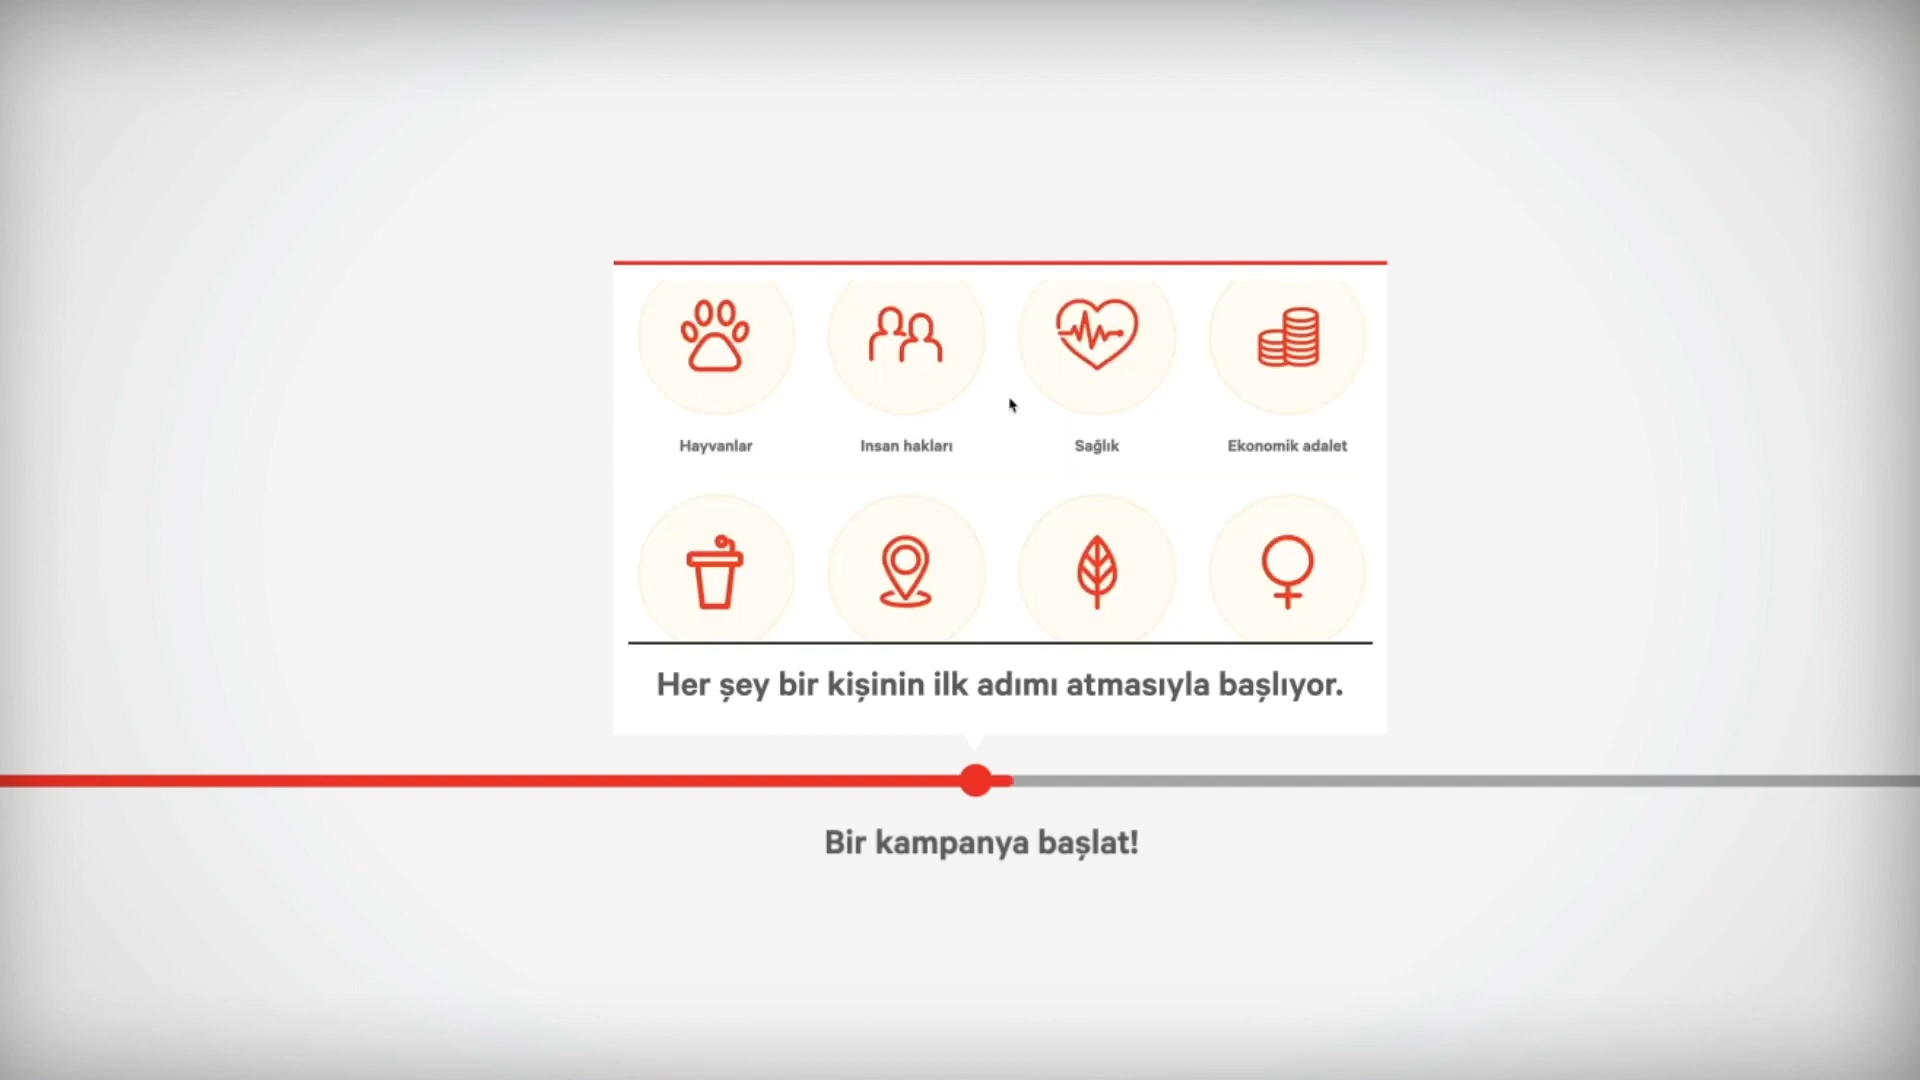 Hayvanlar
Insan hakları
Sağlık
Ekonomik adalet
Her şey bir kişinin ilk adımı atmasıyla başlıyor.
Bir kampanya başlat!